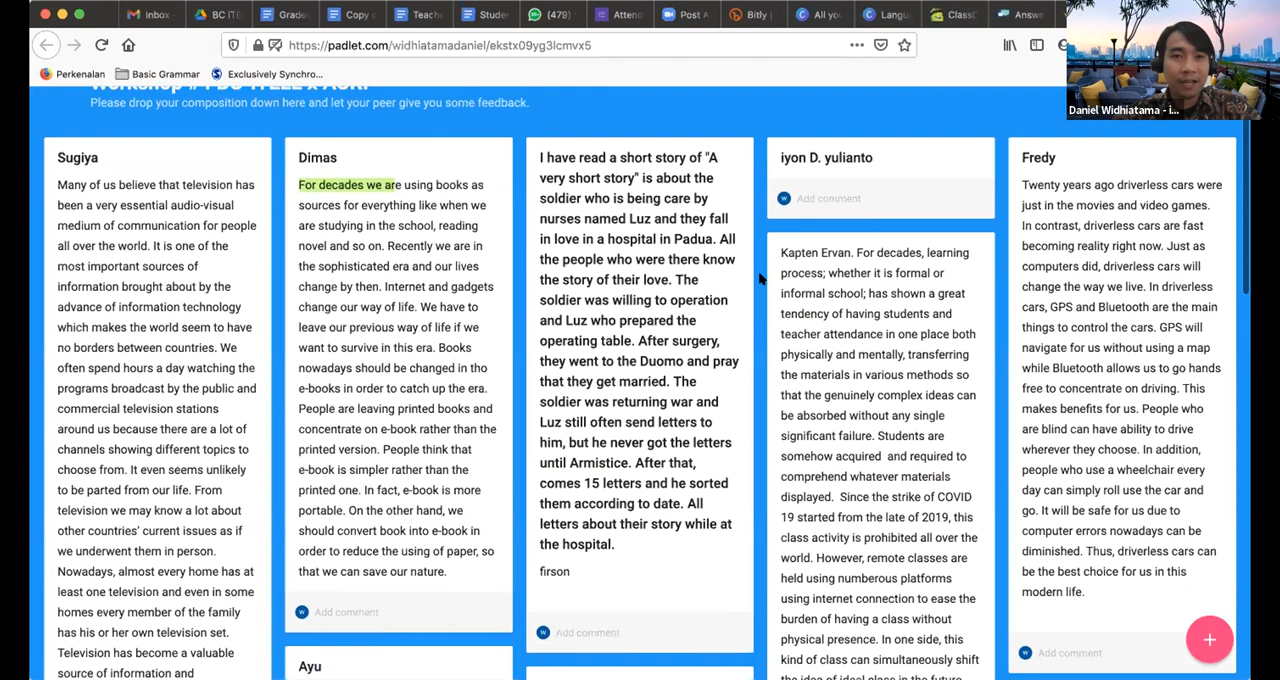 Inbox
BC iTE
Grade
Copy o
Teach
Stude
(479)
Attend
Post A
Bitly |
All you
Langu
ClassD
Answe
https://padlet.com/widhiatamadaniel/ekstx09yg3lcmvx5
Perkenalan
Basic Grammar
Exclusively Synchro...
Daniel Widhiatama - i...
Please drop your composition down here and let your peer give you some feedback.
Sugiya
Many of us believe that television has
been a very essential audio-visual
medium of communication for people
all over the world. It is one of the
most important sources of
information brought about by the
advance of information technology
which makes the world seem to have
no borders between countries. We
often spend hours a day watching the
programs broadcast by the public and
commercial television stations
around us because there are a lot of
channels showing different topics to
choose from. It even seems unlikely
to be parted from our life. From
television we may know a lot about
other countries' current issues as if
we underwent them in person.
Nowadays, almost every home has at
least one television and even in some
homes every member of the family
has his or her own television set.
Television has become a valuable
source of information and
Dimas
For decades we are using books as
sources for everything like when we
are studying in the school, reading
novel and so on. Recently we are in
the sophisticated era and our lives
change by then. Internet and gadgets
change our way of life. We have to
leave our previous way of life if we
want to survive in this era. Books
nowadays should be changed in tho
e-books in order to catch up the era.
People are leaving printed books and
concentrate on e-book rather than the
printed version. People think that
e-book is simpler rather than the
printed one. In fact, e-book is more
portable. On the other hand, we
should convert book into e-book in
order to reduce the using of paper, so
that we can save our nature.
Add comment
Ayu
I have read a short story of "A
very short story" is about the
soldier who is being care by
nurses named Luz and they fall
in love in a hospital in Padua. All
the people who were there know
the story of their love. The
soldier was willing to operation
and Luz who prepared the
operating table. After surgery,
they went to the Duomo and pray
that they get married. The
soldier was returning war and
Luz still often send letters to
him, but he never got the letters
until Armistice. After that,
comes 15 letters and he sorted
them according to date. All
letters about their story while at
the hospital.
firson
Add comment
iyon D. yulianto
Add comment
Kapten Ervan. For decades, learning
process; whether it is formal or
informal school; has shown a great
tendency of having students and
teacher attendance in one place both
physically and mentally, transferring
the materials in various methods so
that the genuinely complex ideas can
be absorbed without any single
significant failure. Students are
somehow acquired and required to
comprehend whatever materials
displayed. Since the strike of COVID
19 started from the late of 2019, this
class activity is prohibited all over the
world. However, remote classes are
held using numberous platforms
using internet connection to ease the
burden of having a class without
physical presence. In one side, this
kind of class can simultaneously shift
the idea of ideal class in the future
Fredy
Twenty years ago driverless cars were
just in the movies and video games.
In contrast, driverless cars are fast
becoming reality right now. Just as
computers did, driverless cars will
change the way we live. In driverless
cars, GPS and Bluetooth are the main
things to control the cars. GPS will
navigate for us without using a map
while Bluetooth allows us to go hands
free to concentrate on driving. This
makes benefits for us. People who
are blind can have ability to drive
wherever they choose. In addition,
people who use a wheelchair every
day can simply roll use the car and
go. It will be safe for us due to
computer errors nowadays can be
diminished. Thus, driverless cars can
be the best choice for us in this
modern life.
Add comment